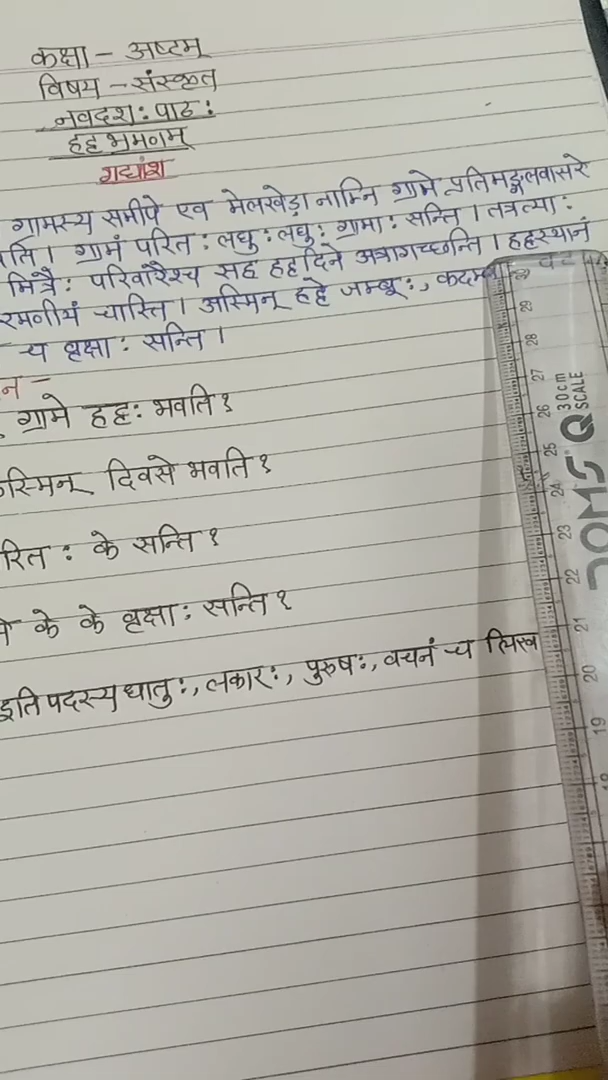 कक्षा - अष्टम्
विषय - संस्कृत
नवदश: पाठ:
हट्ट भ्रमणम्
गद्यांश
ग्रामस्य समीपे एव मेलखेड़ा नाम्नि ग्रामे प्रतिमङ्गलवासरे
वति। ग्रामं परित: लघु: लघु: ग्रामा: सन्ति। तत्रत्या:
मित्रै: परिवारैश्च सह हट्टदिने अत्रागच्छन्ति। हट्टस्थानं
रमणीयं चास्ति। अस्मिन् हट्टे जम्बू:, कदम्ब
च वृक्षा: सन्ति।
न -
ग्रामे हट्ट: भवति?
कस्मिन् दिवसे भवति?
रित: के सन्ति?
के के वृक्षा: सन्ति?
इति पदस्य धातु:, लकार:, पुरुष:, वचनं च लिख
29
28
27
26
25
24
23
22
21
20
19
18
30cm
SCALE
DOMS